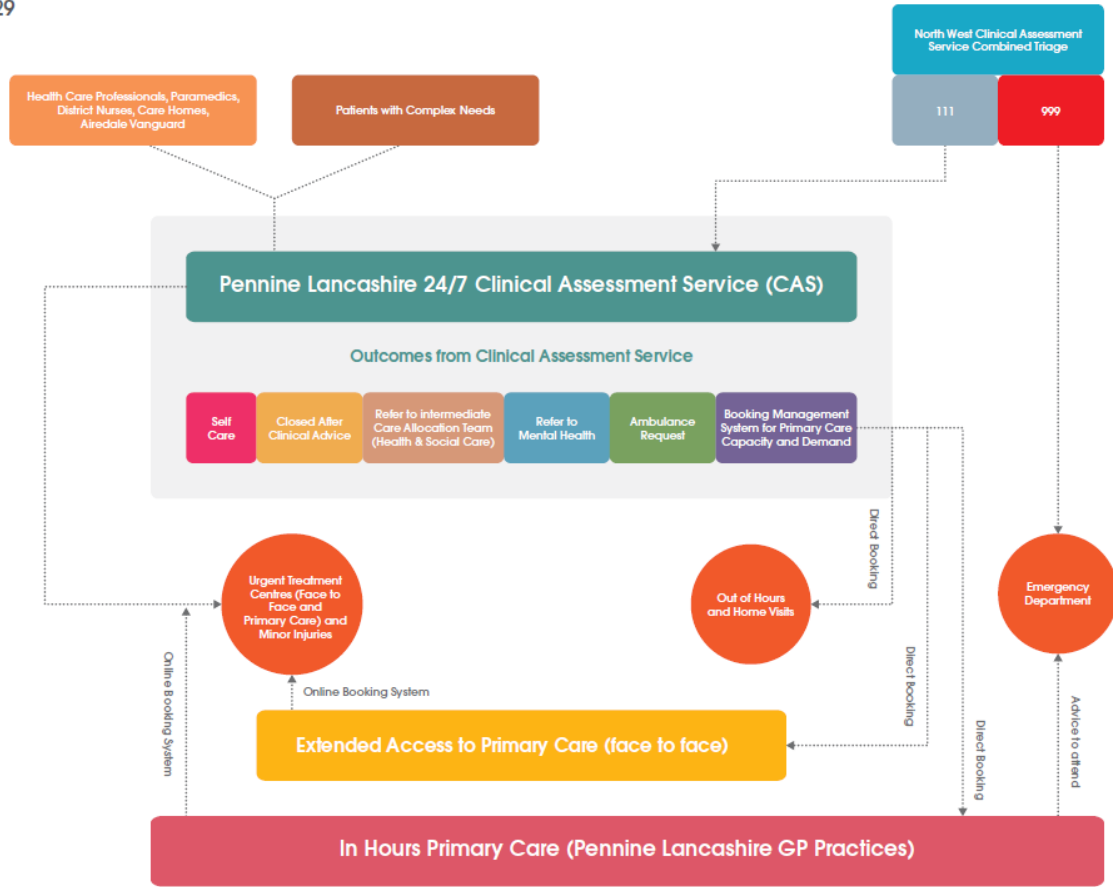 29
North West Clinical Assessment
Service Combined Triage
Health Care Professionals, Paramedics,
District Nurses, Care Homes,
Airedale Vanguard
Patients with Complex Needs
111
999
Pennine Lancashire 24/7 Clinical Assessment Service (CAS)
Outcomes from Clinical Assessment Service
Self
Care
Closed After
Clinical Advice
Refer to intermediate
Care Allocation Team
(Health & Social Care)
Refer to
Mental Health
Ambulance
Request
Booking Management
System for Primary Care
Capacity and Demand
Direct Booking
Urgent Treatment
Centres (Face to
Face and
Primary Care) and
Minor Injuries
Out of Hours
and Home Visits
Emergency
Department
Online Booking System
Online Booking System
Direct Booking
Direct Booking
Advice to attend
Extended Access to Primary Care (face to face)
In Hours Primary Care (Pennine Lancashire GP Practices)